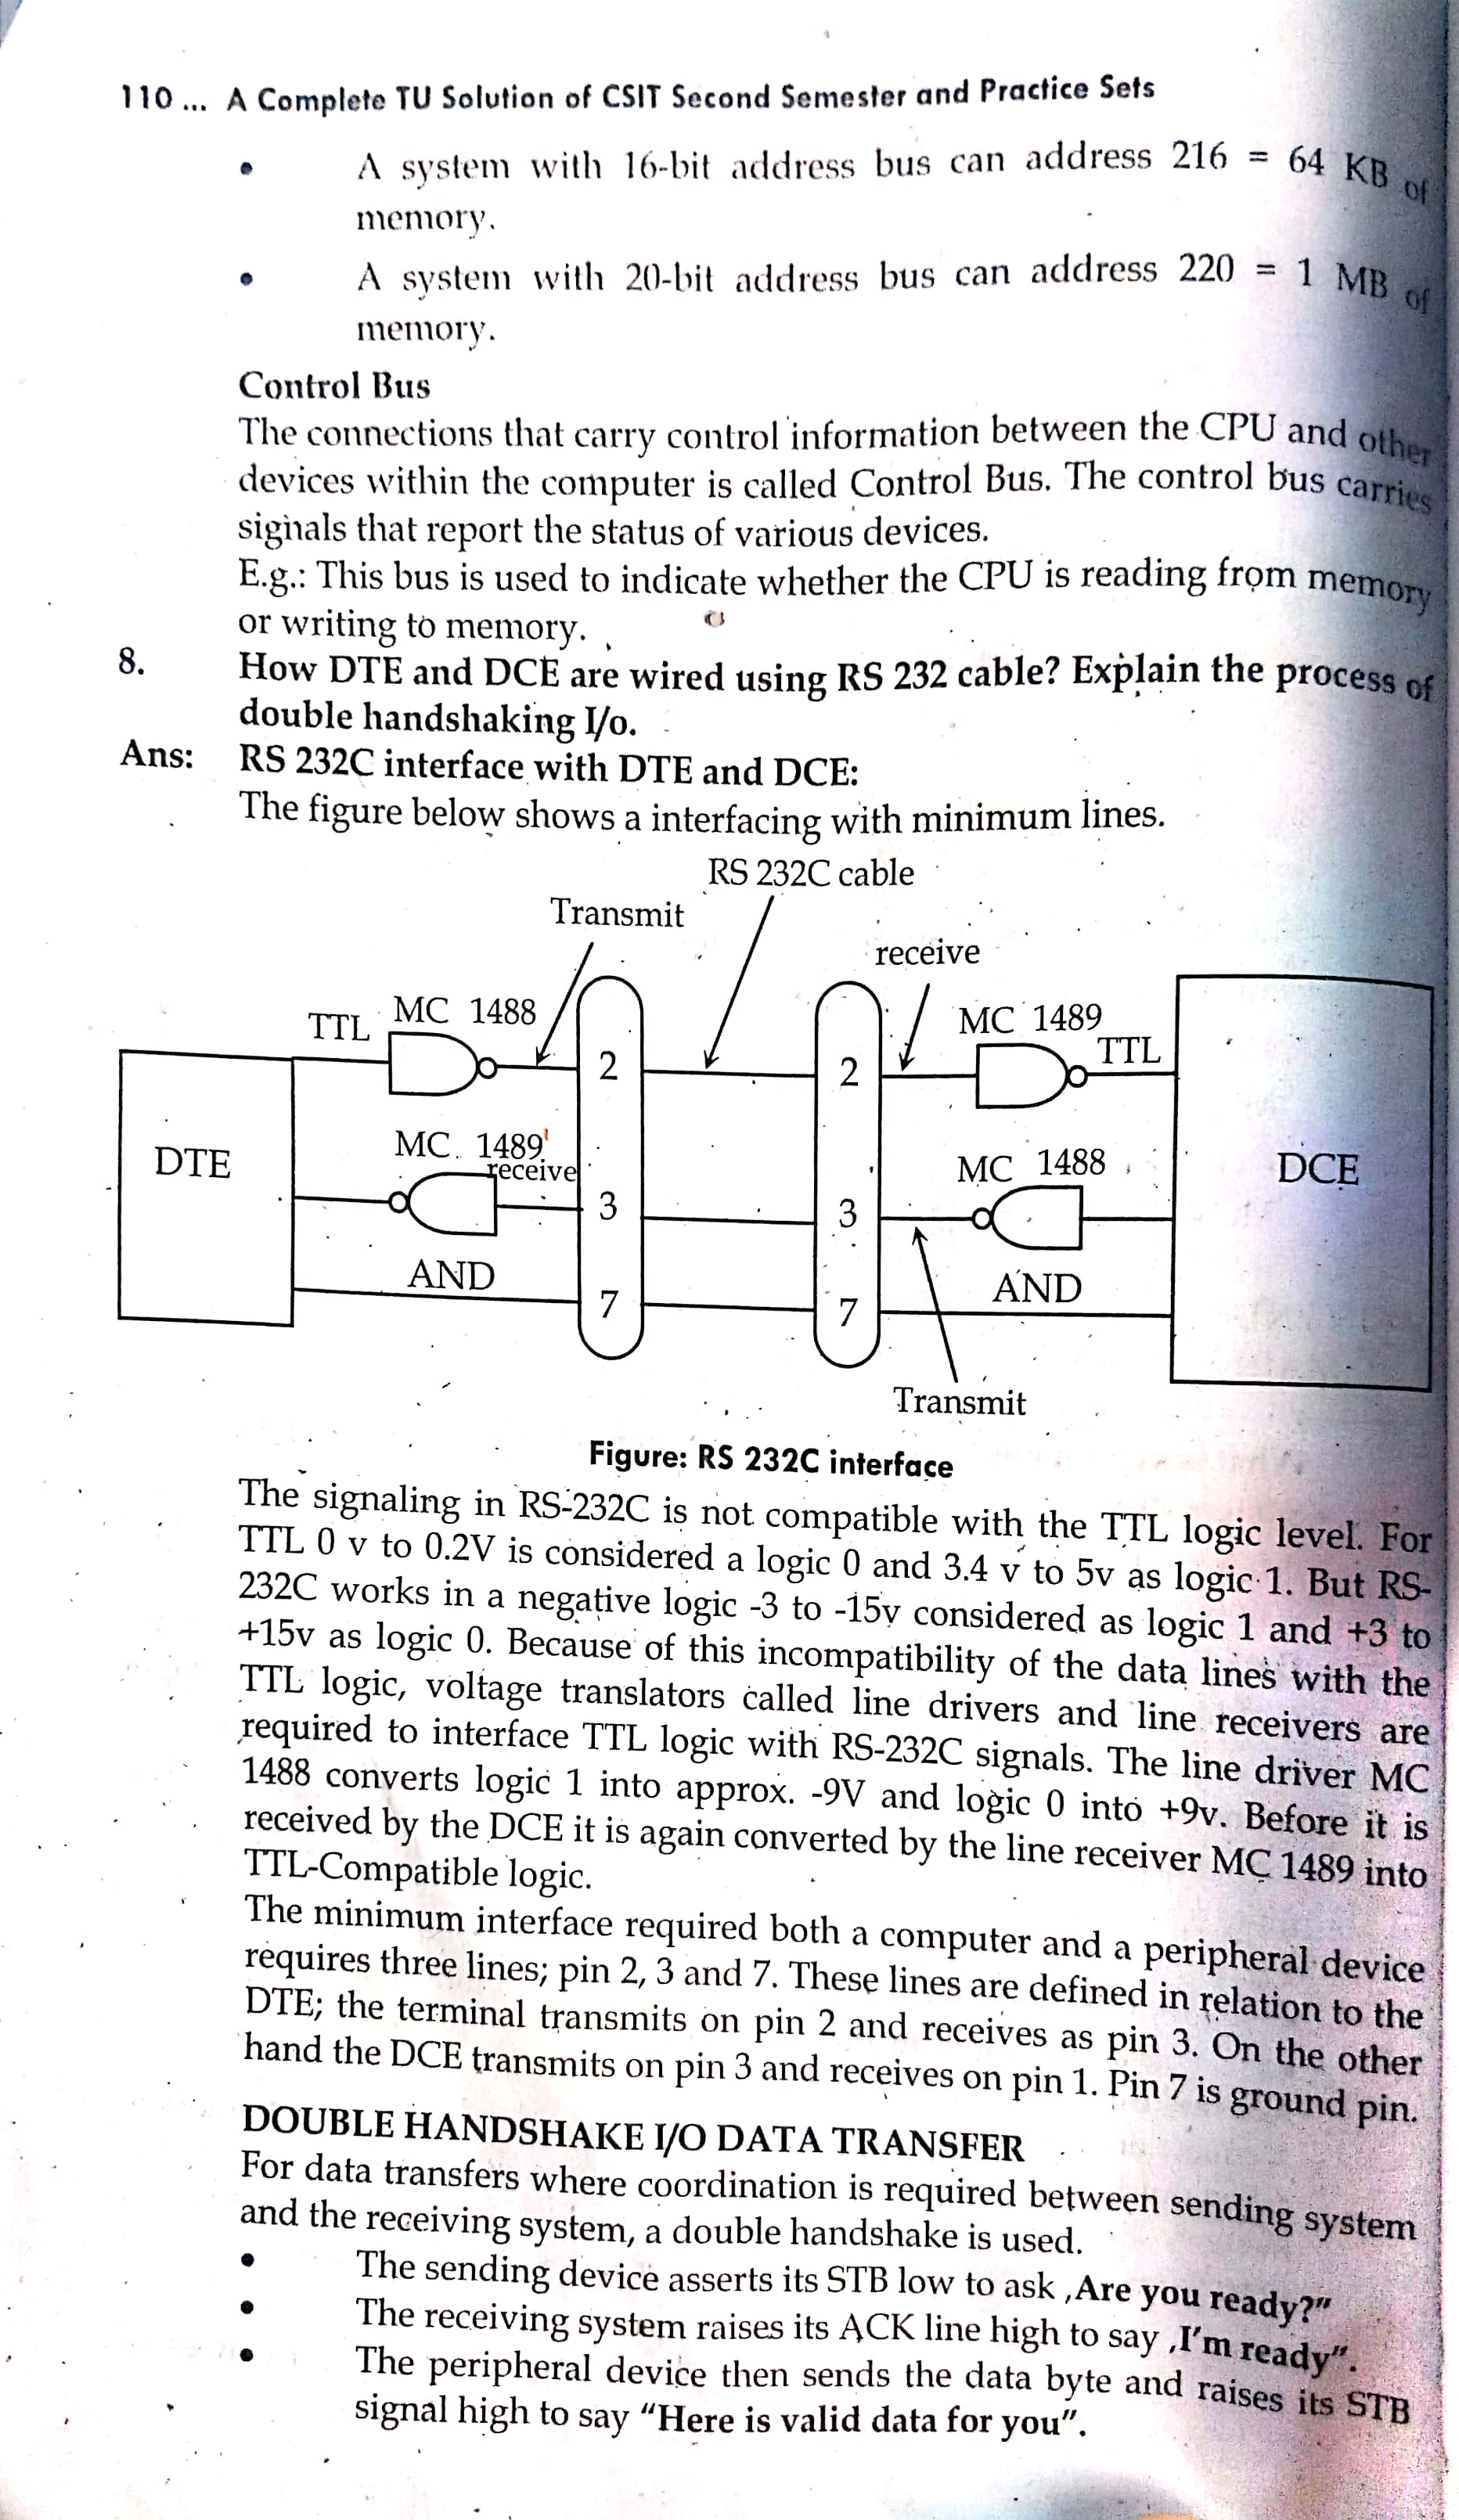 110 ... A Complete TU Solution of CSIT Second Semester and Practice Sets
• A system with 16-bit address bus can address 216 = 64 KB of
memory.
• A system with 20-bit address bus can address 220 = 1 MB of
memory.
Control Bus
The connections that carry control information between the CPU and other
devices within the computer is called Control Bus. The control bus carries
signals that report the status of various devices.
E.g.: This bus is used to indicate whether the CPU is reading from memory
or writing to memory.
8. How DTE and DCE are wired using RS 232 cable? Explain the process of
double handshaking I/o.
Ans: RS 232C interface with DTE and DCE:
The figure below shows a interfacing with minimum lines.
RS 232C cable
Transmit
receive
TTL MC 1488
MC 1489 TTL
2 2
DTE
MC. 1489
receive
MC 1488
DCE
3 3
AND
AND
7 7
Transmit
Figure: RS 232C interface
The signaling in RS-232C is not compatible with the TTL logic level. For
TTL 0 v to 0.2V is considered a logic 0 and 3.4 v to 5v as logic 1. But RS-
232C works in a negative logic -3 to -15v considered as logic 1 and +3 to
+15v as logic 0. Because of this incompatibility of the data lines with the
TTL logic, voltage translators called line drivers and line receivers are
required to interface TTL logic with RS-232C signals. The line driver MC
1488 converts logic 1 into approx. -9V and logic 0 into +9v. Before it is
received by the DCE it is again converted by the line receiver MC 1489 into
TTL-Compatible logic.
The minimum interface required both a computer and a peripheral device
requires three lines; pin 2, 3 and 7. These lines are defined in relation to the
DTE; the terminal transmits on pin 2 and receives as pin 3. On the other
hand the DCE transmits on pin 3 and receives on pin 1. Pin 7 is ground pin.
DOUBLE HANDSHAKE I/O DATA TRANSFER
For data transfers where coordination is required between sending system
and the receiving system, a double handshake is used.
• The sending device asserts its STB low to ask ,Are you ready?"
• The receiving system raises its ACK line high to say ,I'm ready".
• The peripheral device then sends the data byte and raises its STB
signal high to say "Here is valid data for you".